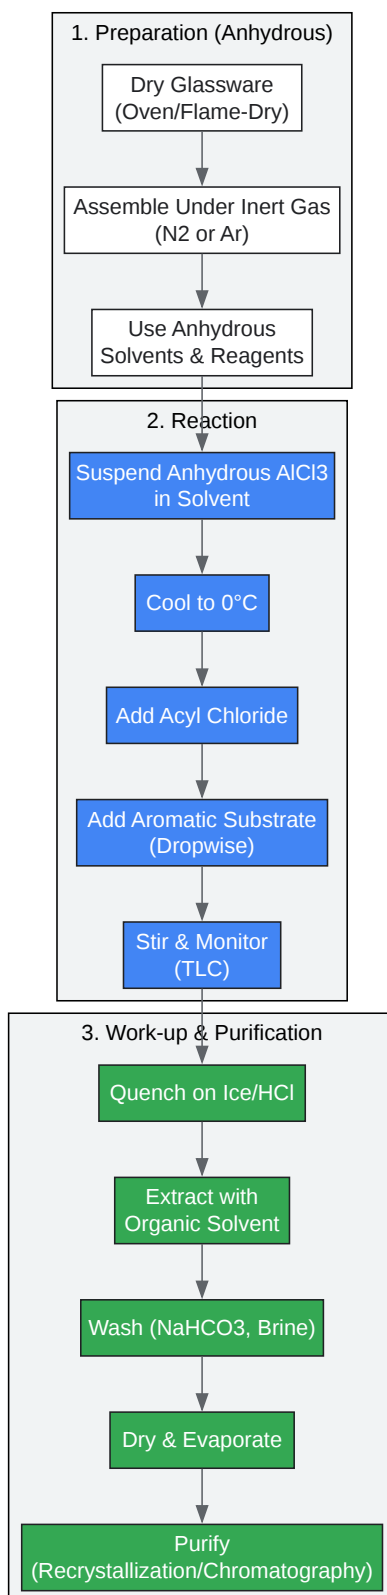 1. Preparation (Anhydrous)
Dry Glassware
(Oven/Flame-Dry)
Assemble Under Inert Gas
(N2 or Ar)
Use Anhydrous
Solvents & Reagents
2. Reaction
Suspend Anhydrous AlCl3
in Solvent
Cool to 0°C
Add Acyl Chloride
Add Aromatic Substrate
(Dropwise)
Stir & Monitor
(TLC)
3. Work-up & Purification
Quench on Ice/HCl
Extract with
Organic Solvent
Wash (NaHCO3, Brine)
Dry & Evaporate
Purify
(Recrystallization/Chromatography)